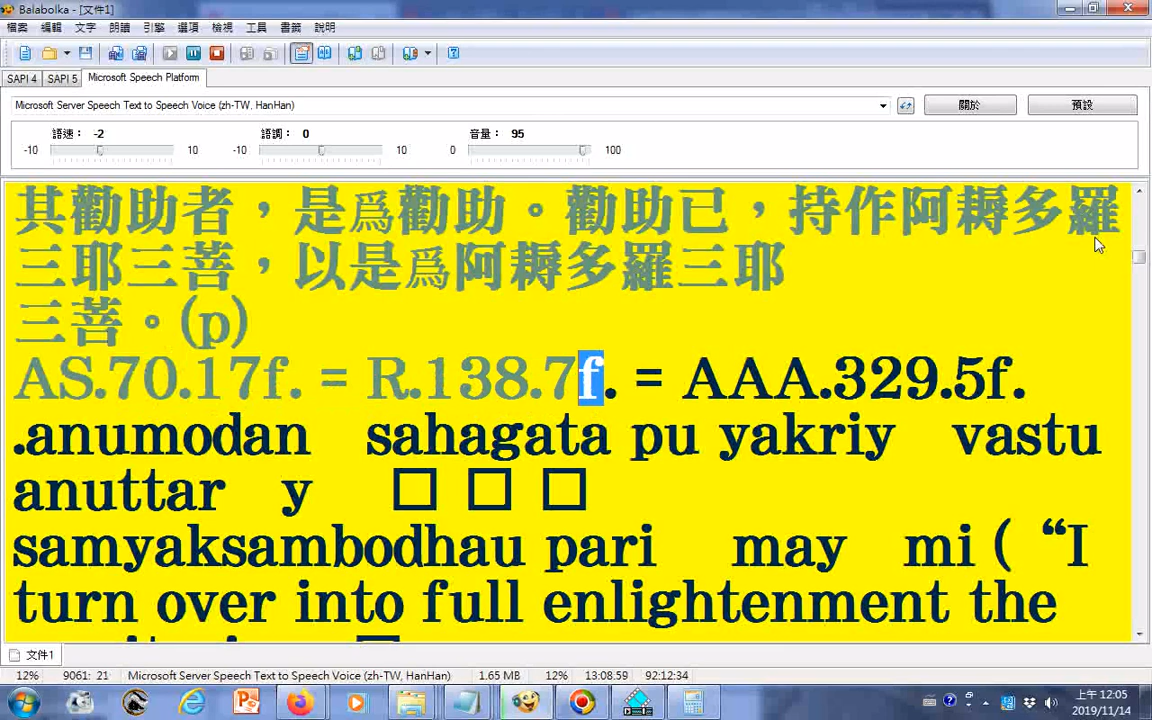 Balabolka - [文件1]
檔案 編輯 文字 朗讀 引擎 選項 檢視 工具 書籤 說明
SAPI 4 SAPI 5 Microsoft Speech Platform
Microsoft Server Speech Text to Speech Voice (zh-TW, HanHan) 關於 預設
語速： -2 語調： 0 音量： 95
-10 10 -10 10 0 100
其勸助者，是爲勸助。勸助已，持作阿耨多羅
三耶三菩，以是爲阿耨多羅三耶
三菩。(p)
AS.70.17f. = R.138.7f. = AAA.329.5f.
.anumodan sahagata pu yakriy vastu
anuttar y □ □ □
samyaksambodhau pari may mi ( “I
turn over into full enlightenment the
文件1
12% 9061: 21 Microsoft Server Speech Text to Speech Voice (zh-TW, HanHan) 1.65 MB 12% 13:08:59 92:12:34
上午 12:05
2019/11/14